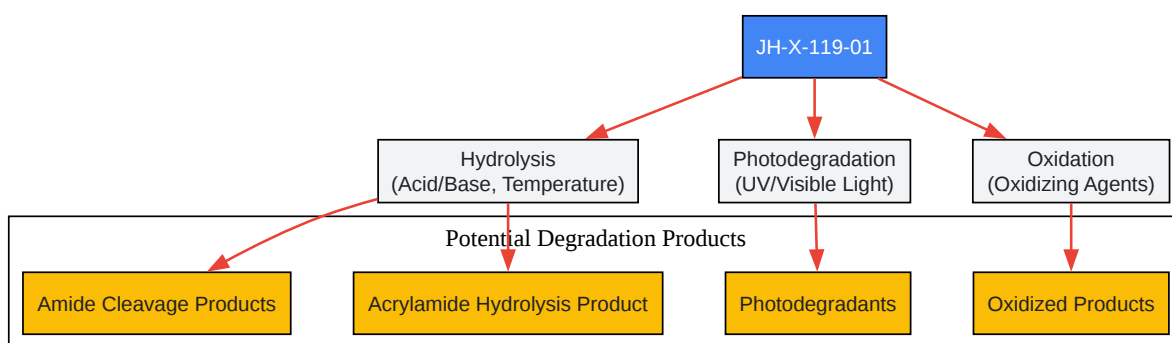 JH-X-119-01
Hydrolysis
(Acid/Base, Temperature)
Photodegradation
(UV/Visible Light)
Oxidation
(Oxidizing Agents)
Potential Degradation Products
Amide Cleavage Products
Acrylamide Hydrolysis Product
Photodegradants
Oxidized Products